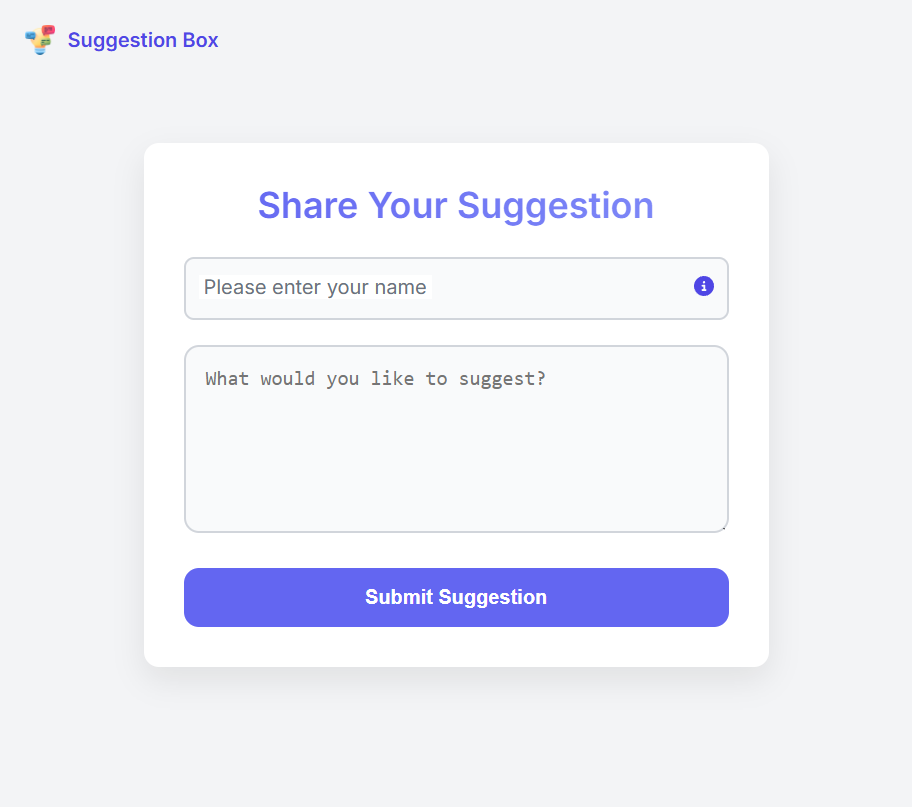 Suggestion Box
Share Your Suggestion
Please enter your name
What would you like to suggest?
Submit Suggestion